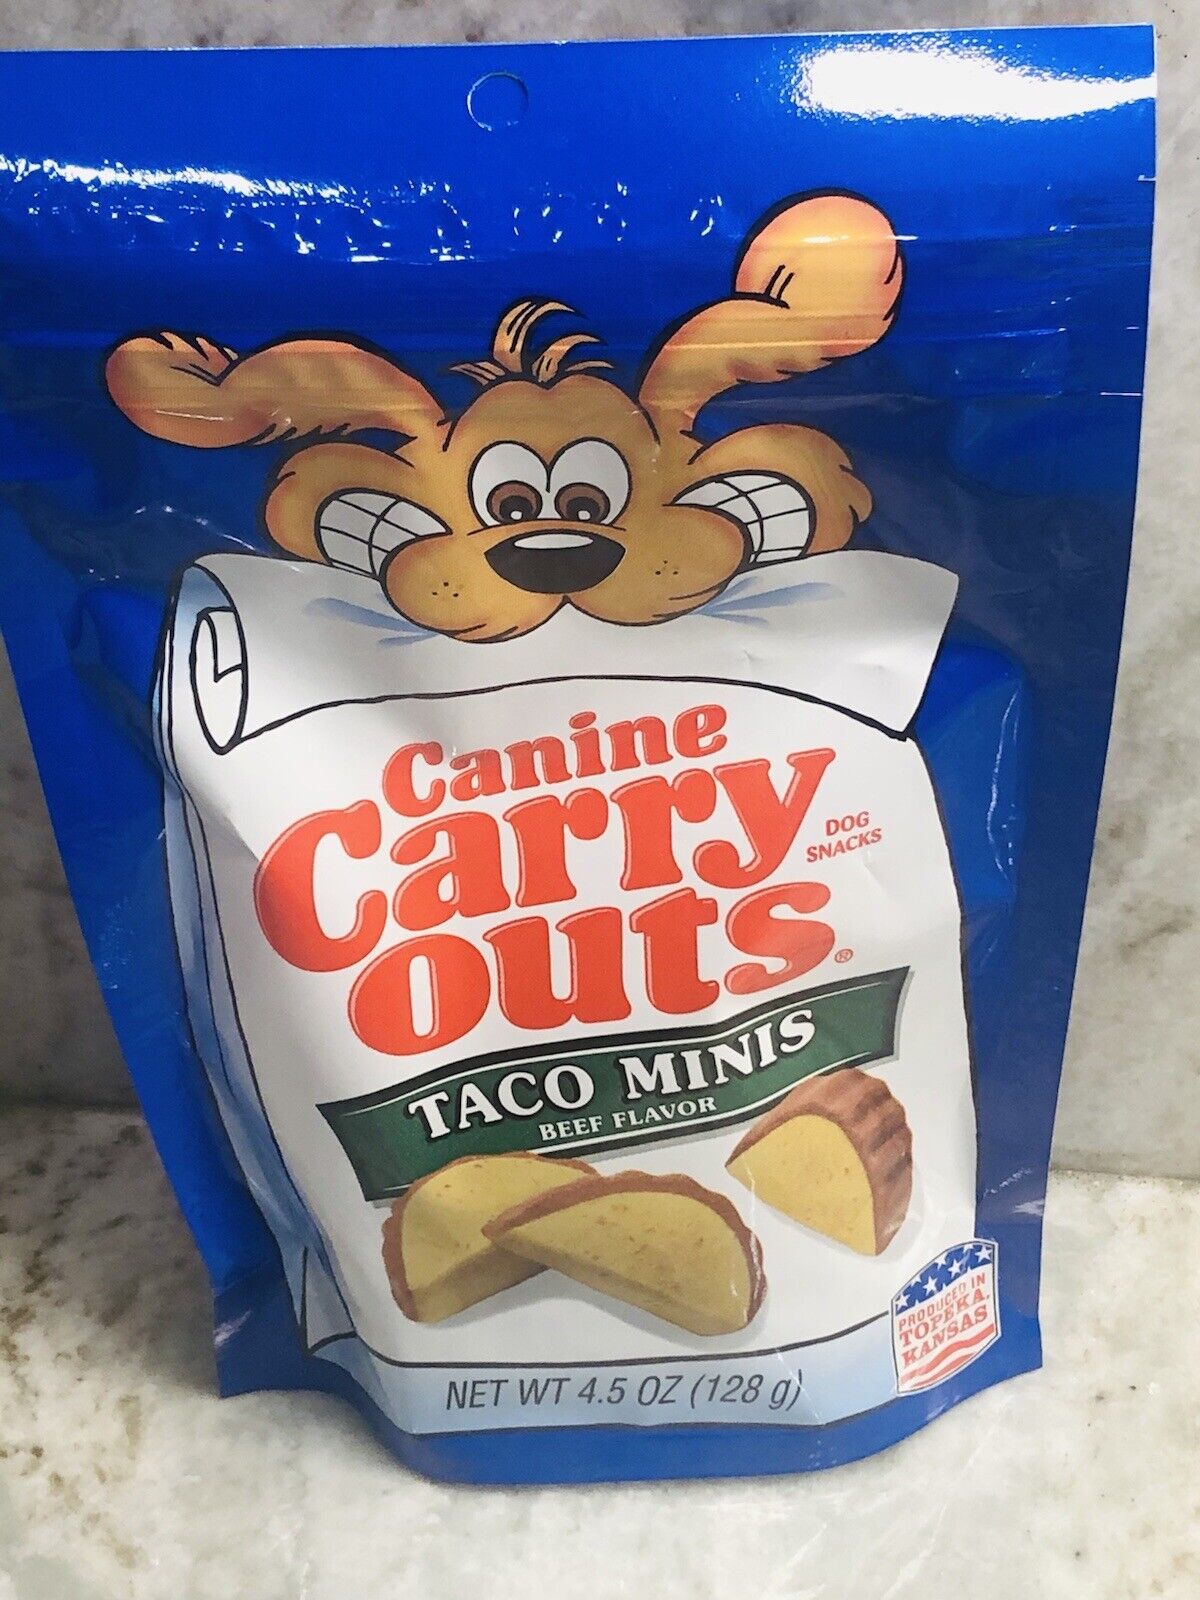 Canine
Carry
outs®
DOG
SNACKS
TACO MINIS
BEEF FLAVOR
PRODUCED IN
TOPEKA,
KANSAS
NET WT 4.5 OZ (128 g)